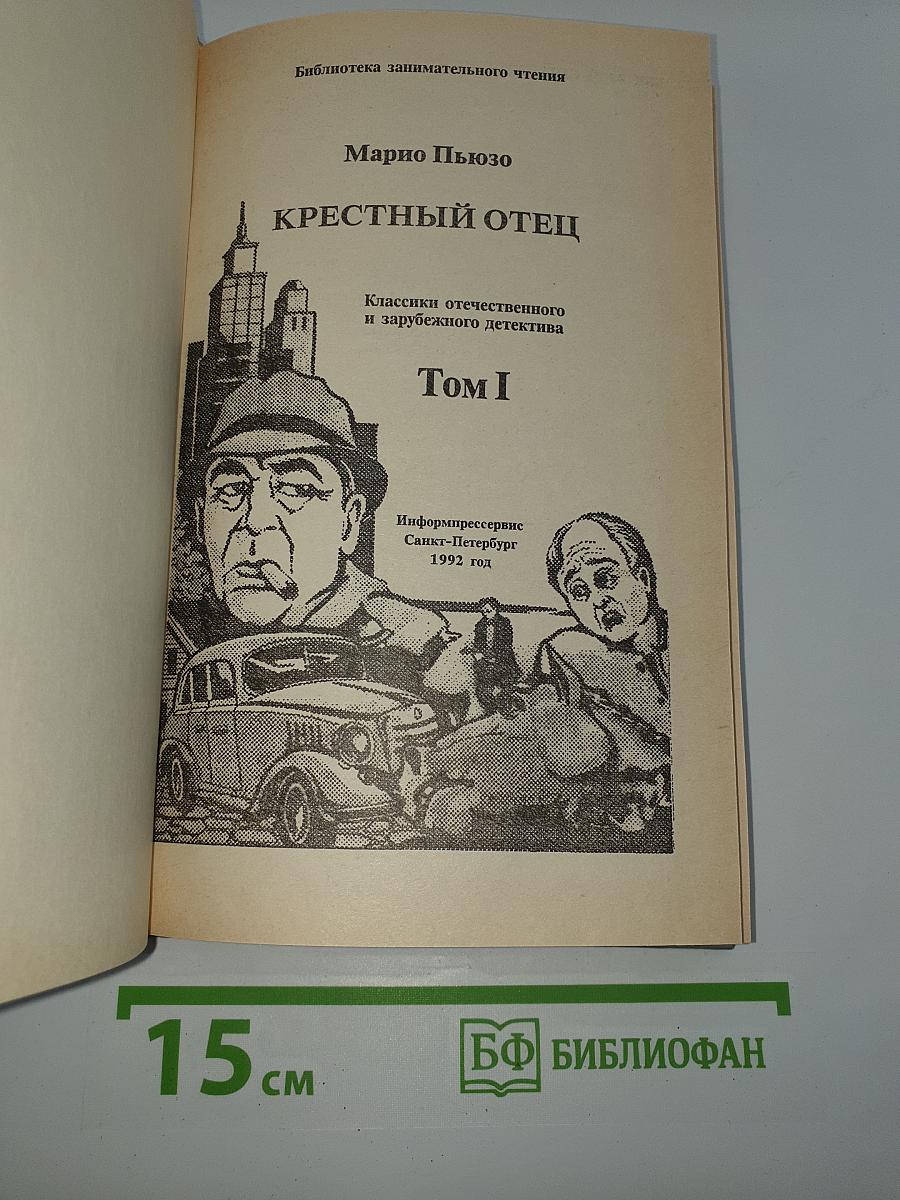 Библиотека занимательного чтения
Марио Пьюзо
КРЕСТНЫЙ ОТЕЦ
Классики отечественного
и зарубежного детектива
Том I
Информпрессервис
Санкт-Петербург
1992 год
15 см
БФ БИБЛИОФАН